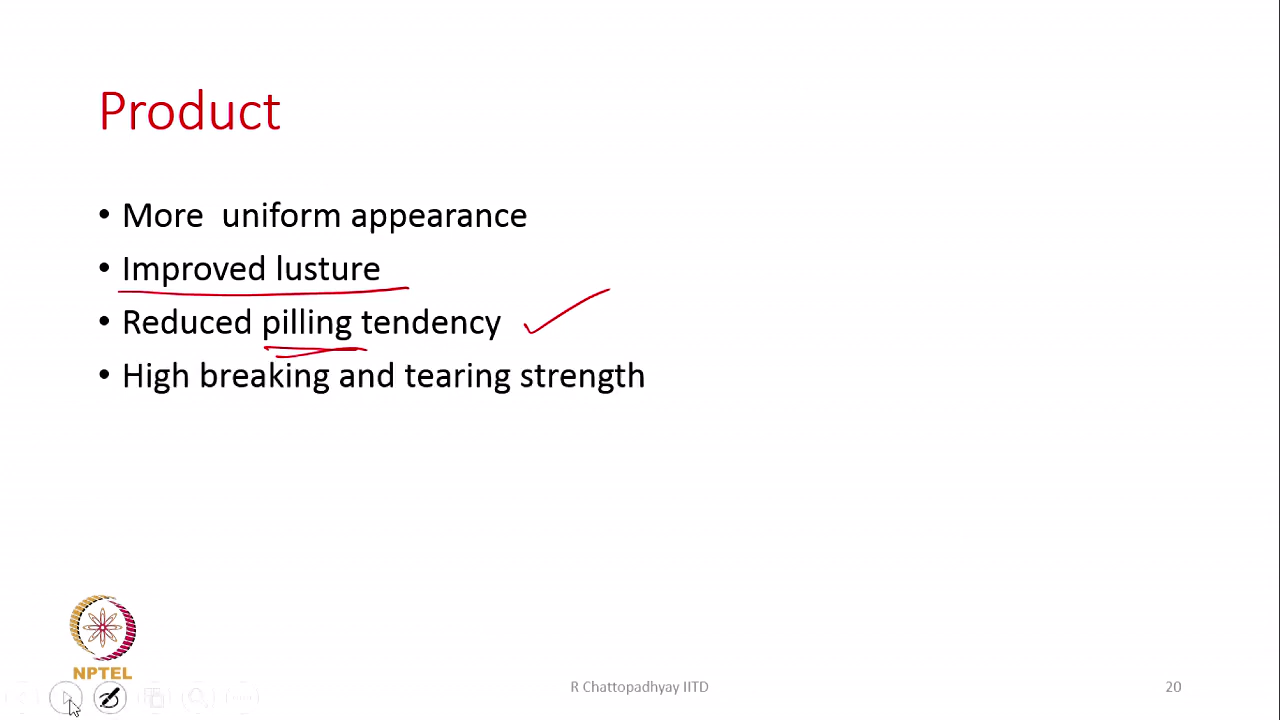 Product
• More uniform appearance
• Improved lusture
• Reduced pilling tendency
• High breaking and tearing strength
NPTEL
R Chattopadhyay IITD
20